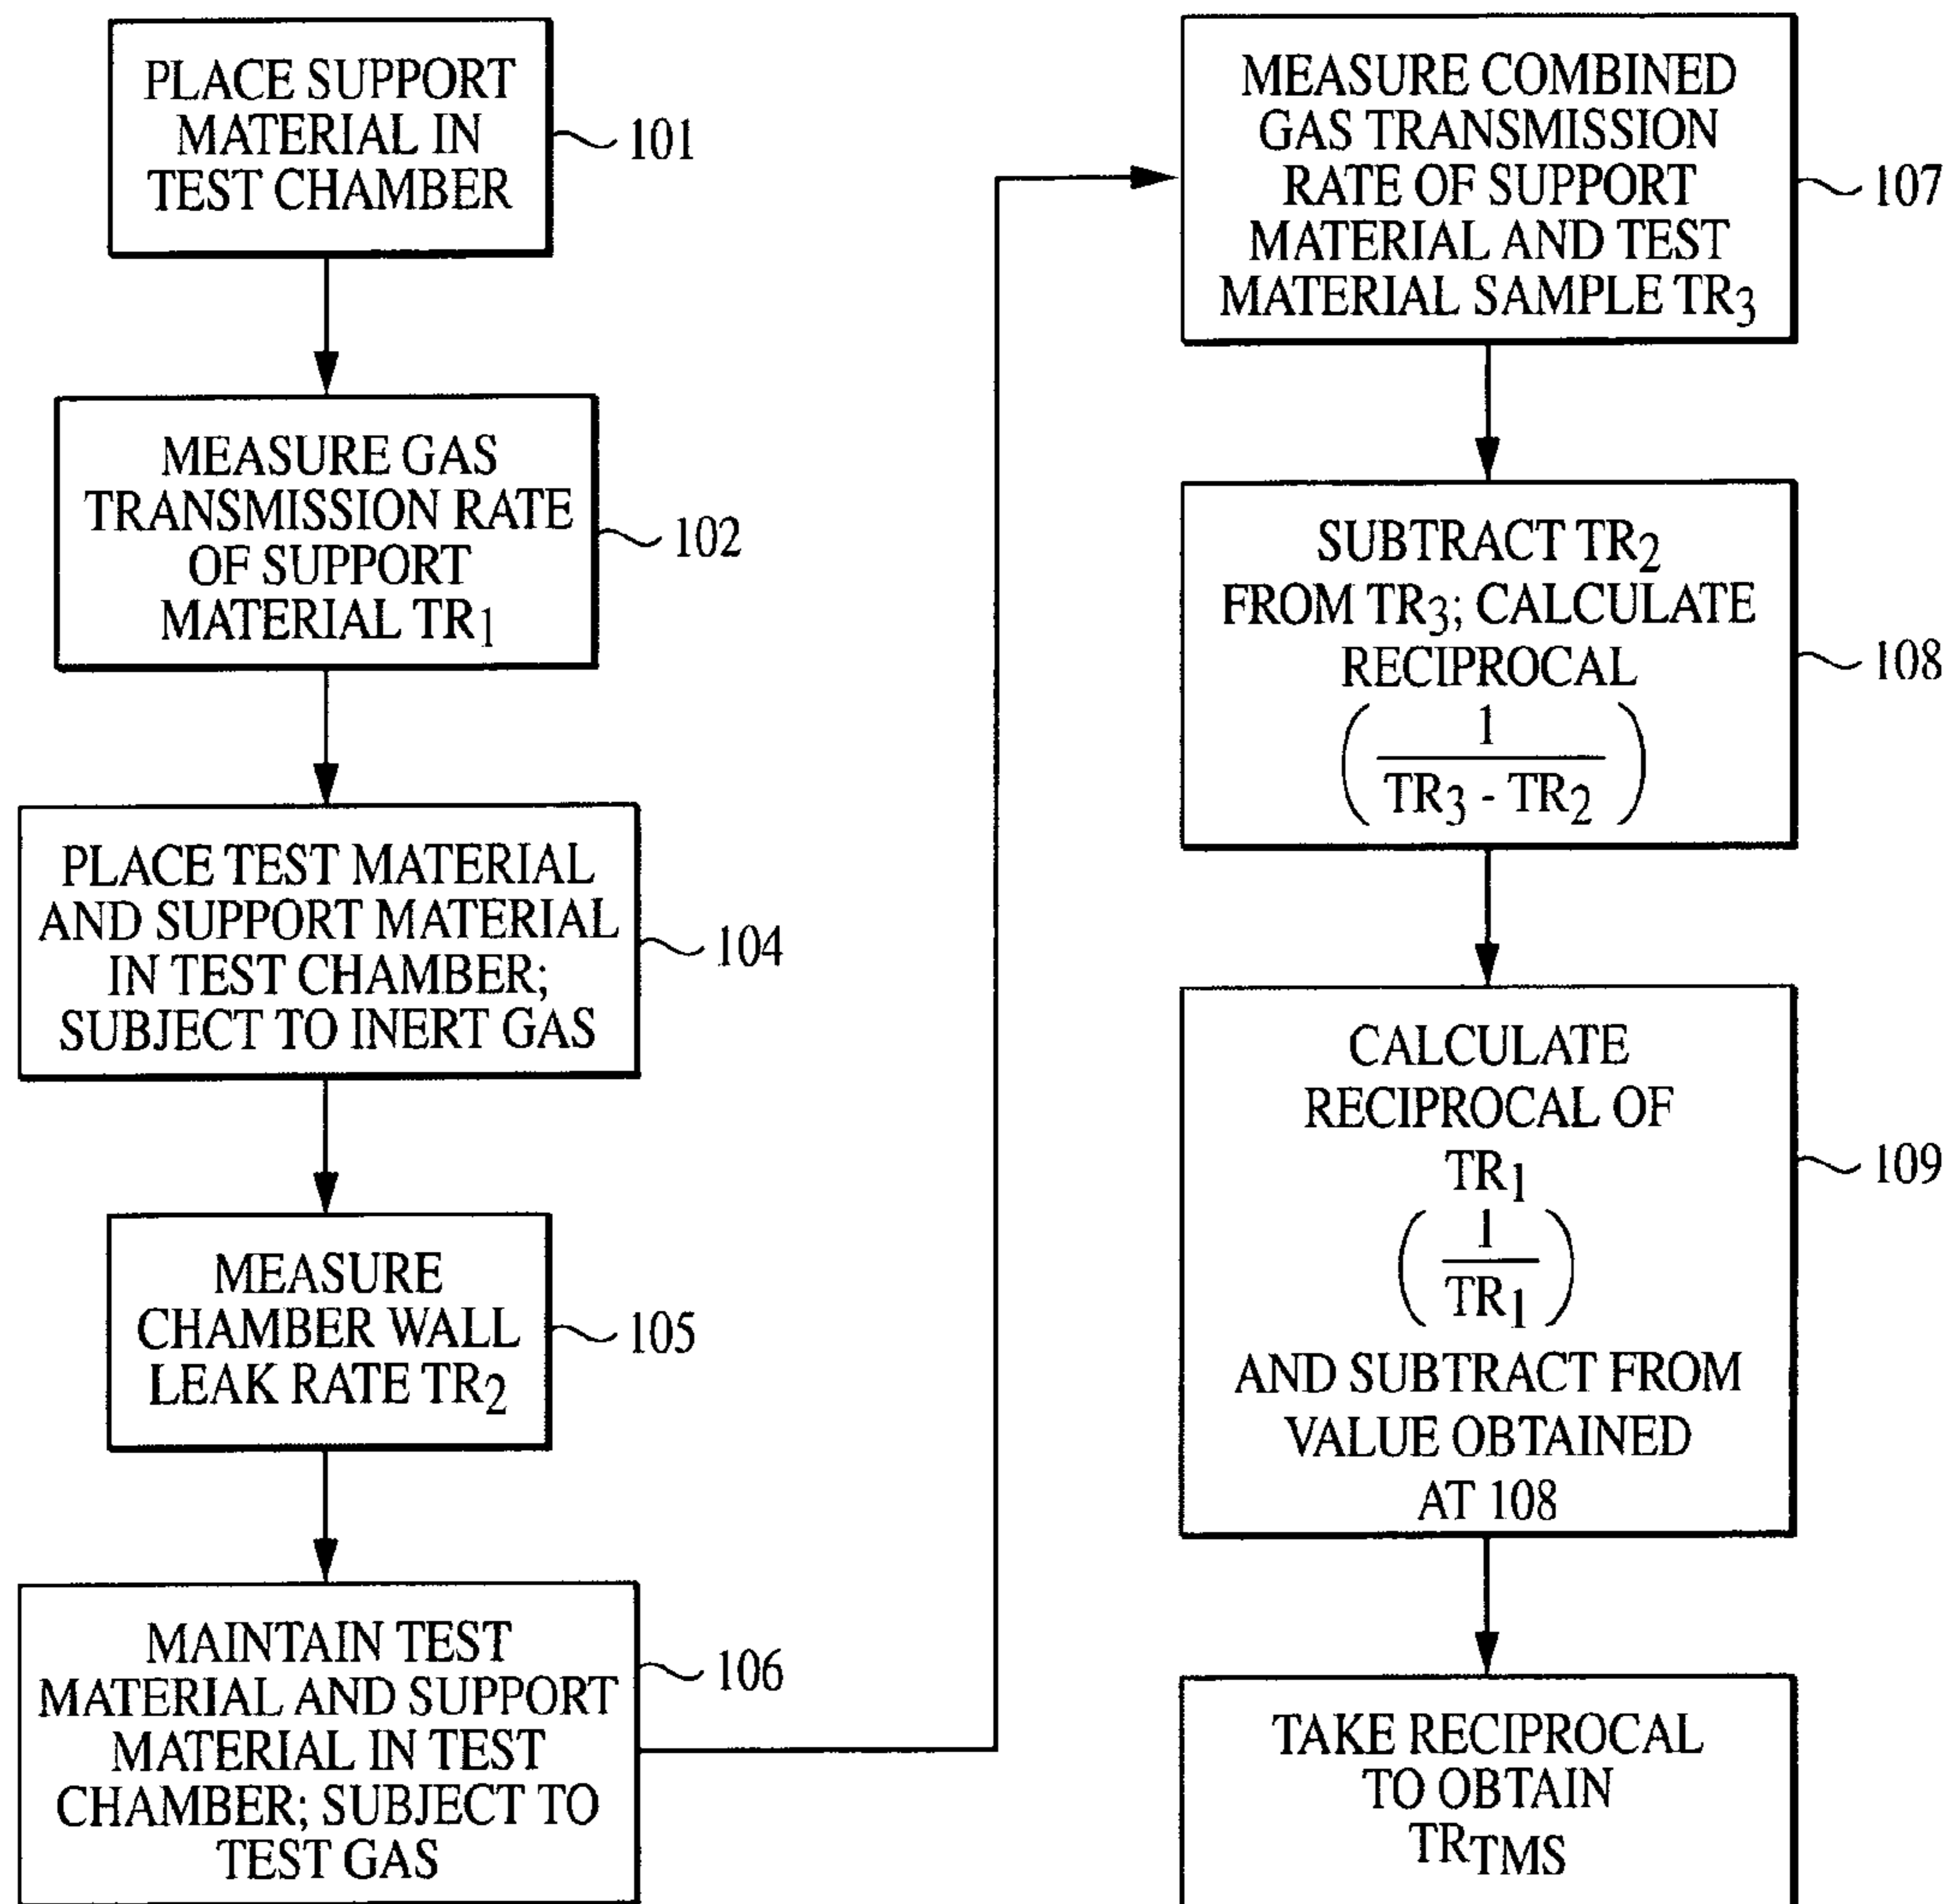 PLACE SUPPORT
MATERIAL IN
TEST CHAMBER
101
MEASURE GAS
TRANSMISSION RATE
OF SUPPORT
MATERIAL TR1
102
PLACE TEST MATERIAL
AND SUPPORT MATERIAL
IN TEST CHAMBER;
SUBJECT TO INERT GAS
104
MEASURE
CHAMBER WALL
LEAK RATE TR2
105
MAINTAIN TEST
MATERIAL AND SUPPORT
MATERIAL IN TEST
CHAMBER; SUBJECT TO
TEST GAS
106
MEASURE COMBINED
GAS TRANSMISSION
RATE OF SUPPORT
MATERIAL AND TEST
MATERIAL SAMPLE TR3
107
SUBTRACT TR2
FROM TR3; CALCULATE
RECIPROCAL
( 1
TR3 - TR2 )
108
CALCULATE
RECIPROCAL OF
TR1
( 1
TR1 )
AND SUBTRACT FROM
VALUE OBTAINED
AT 108
109
TAKE RECIPROCAL
TO OBTAIN
TRTMS